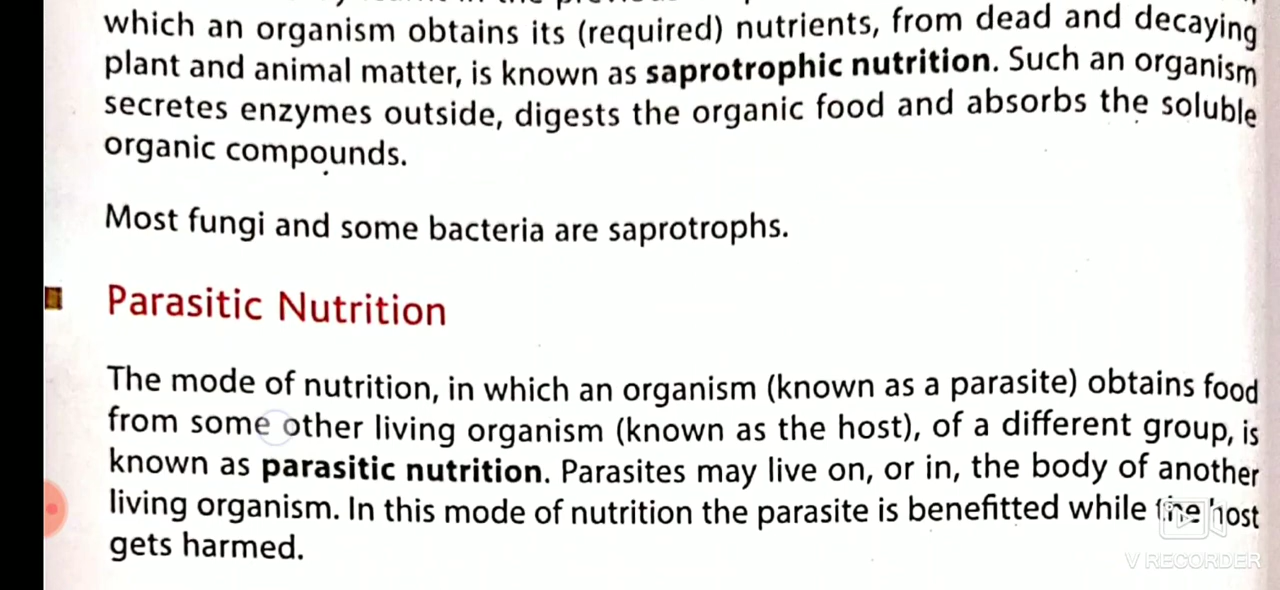 which an organism obtains its (required) nutrients, from dead and decaying
plant and animal matter, is known as saprotrophic nutrition. Such an organism
secretes enzymes outside, digests the organic food and absorbs the soluble
organic compounds.
Most fungi and some bacteria are saprotrophs.
Parasitic Nutrition
The mode of nutrition, in which an organism (known as a parasite) obtains food
from some other living organism (known as the host), of a different group, is
known as parasitic nutrition. Parasites may live on, or in, the body of another
living organism. In this mode of nutrition the parasite is benefitted while the host
gets harmed.
V RECORDER